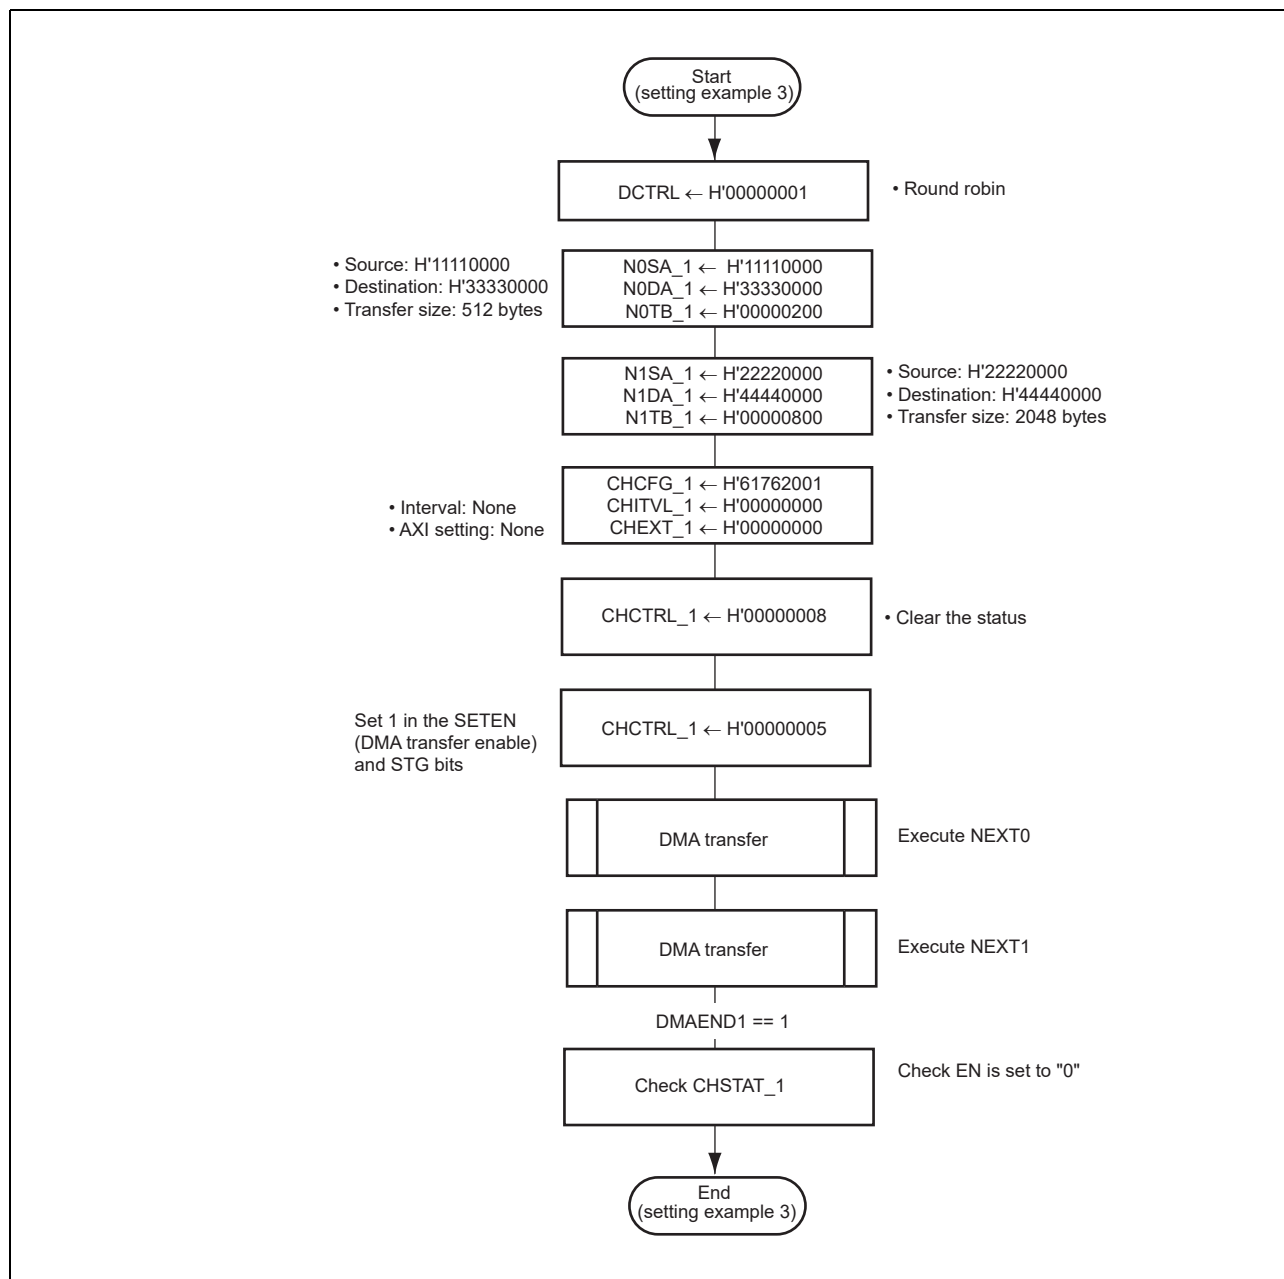 Start
(setting example 3)
DCTRL ← H'00000001
• Round robin
• Source: H'11110000
• Destination: H'33330000
• Transfer size: 512 bytes
N0SA_1 ← H'11110000
N0DA_1 ← H'33330000
N0TB_1 ← H'00000200
N1SA_1 ← H'22220000
N1DA_1 ← H'44440000
N1TB_1 ← H'00000800
• Source: H'22220000
• Destination: H'44440000
• Transfer size: 2048 bytes
• Interval: None
• AXI setting: None
CHCFG_1 ← H'61762001
CHITVL_1 ← H'00000000
CHEXT_1 ← H'00000000
CHCTRL_1 ← H'00000008
• Clear the status
Set 1 in the SETEN
(DMA transfer enable)
and STG bits
CHCTRL_1 ← H'00000005
DMA transfer
Execute NEXT0
DMA transfer
Execute NEXT1
DMAEND1 == 1
Check CHSTAT_1
Check EN is set to "0"
End
(setting example 3)